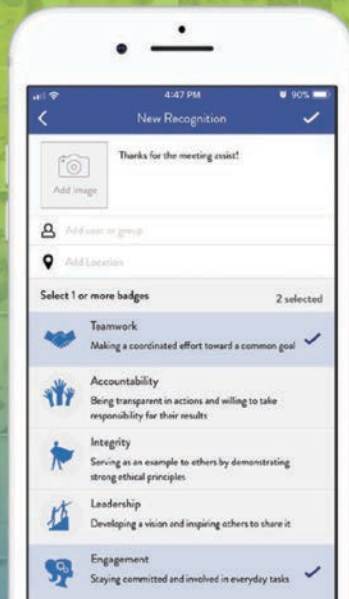 4:47 PM
90%
New Recognition
Thanks for the meeting assist!
Add image
Add user or group
Add Location
Select 1 or more badges
2 selected
Teamwork
Making a coordinated effort toward a common goal
Accountability
Being transparent in actions and willing to take
responsibility for their results
Integrity
Serving as an example to others by demonstrating
strong ethical principles
Leadership
Developing a vision and inspiring others to share it
Engagement
Staying committed and involved in everyday tasks